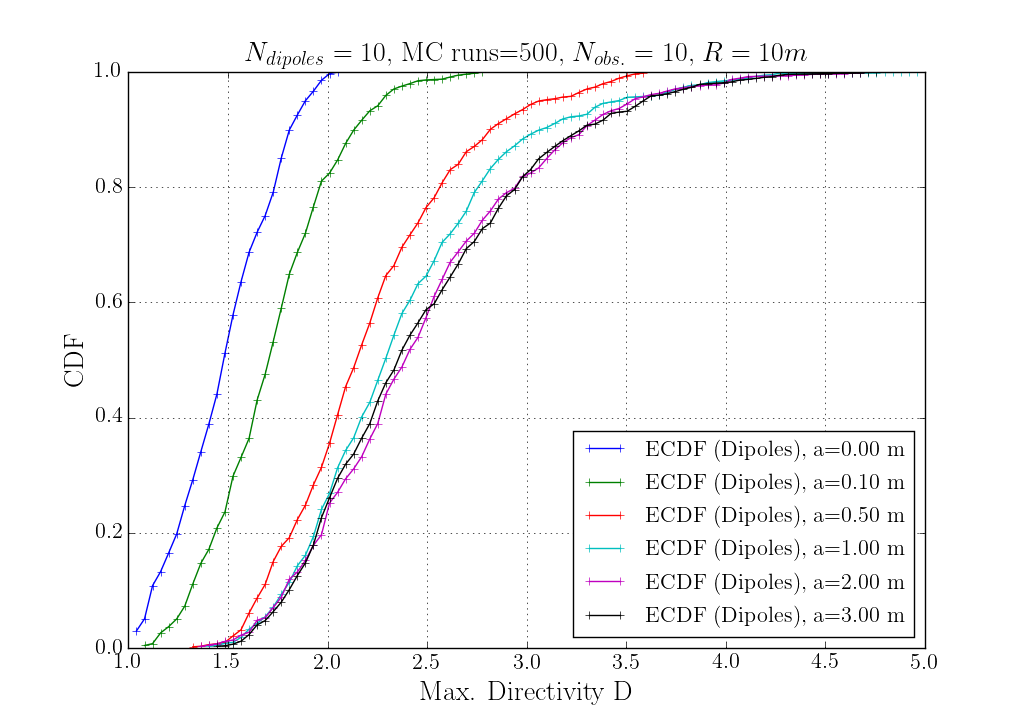 N_dipoles = 10, MC runs=500, N_obs. = 10, R = 10m
1.0
0.8
0.6
0.4
0.2
0.0
CDF
ECDF (Dipoles), a=0.00 m
ECDF (Dipoles), a=0.10 m
ECDF (Dipoles), a=0.50 m
ECDF (Dipoles), a=1.00 m
ECDF (Dipoles), a=2.00 m
ECDF (Dipoles), a=3.00 m
1.0 1.5 2.0 2.5 3.0 3.5 4.0 4.5 5.0
Max. Directivity D